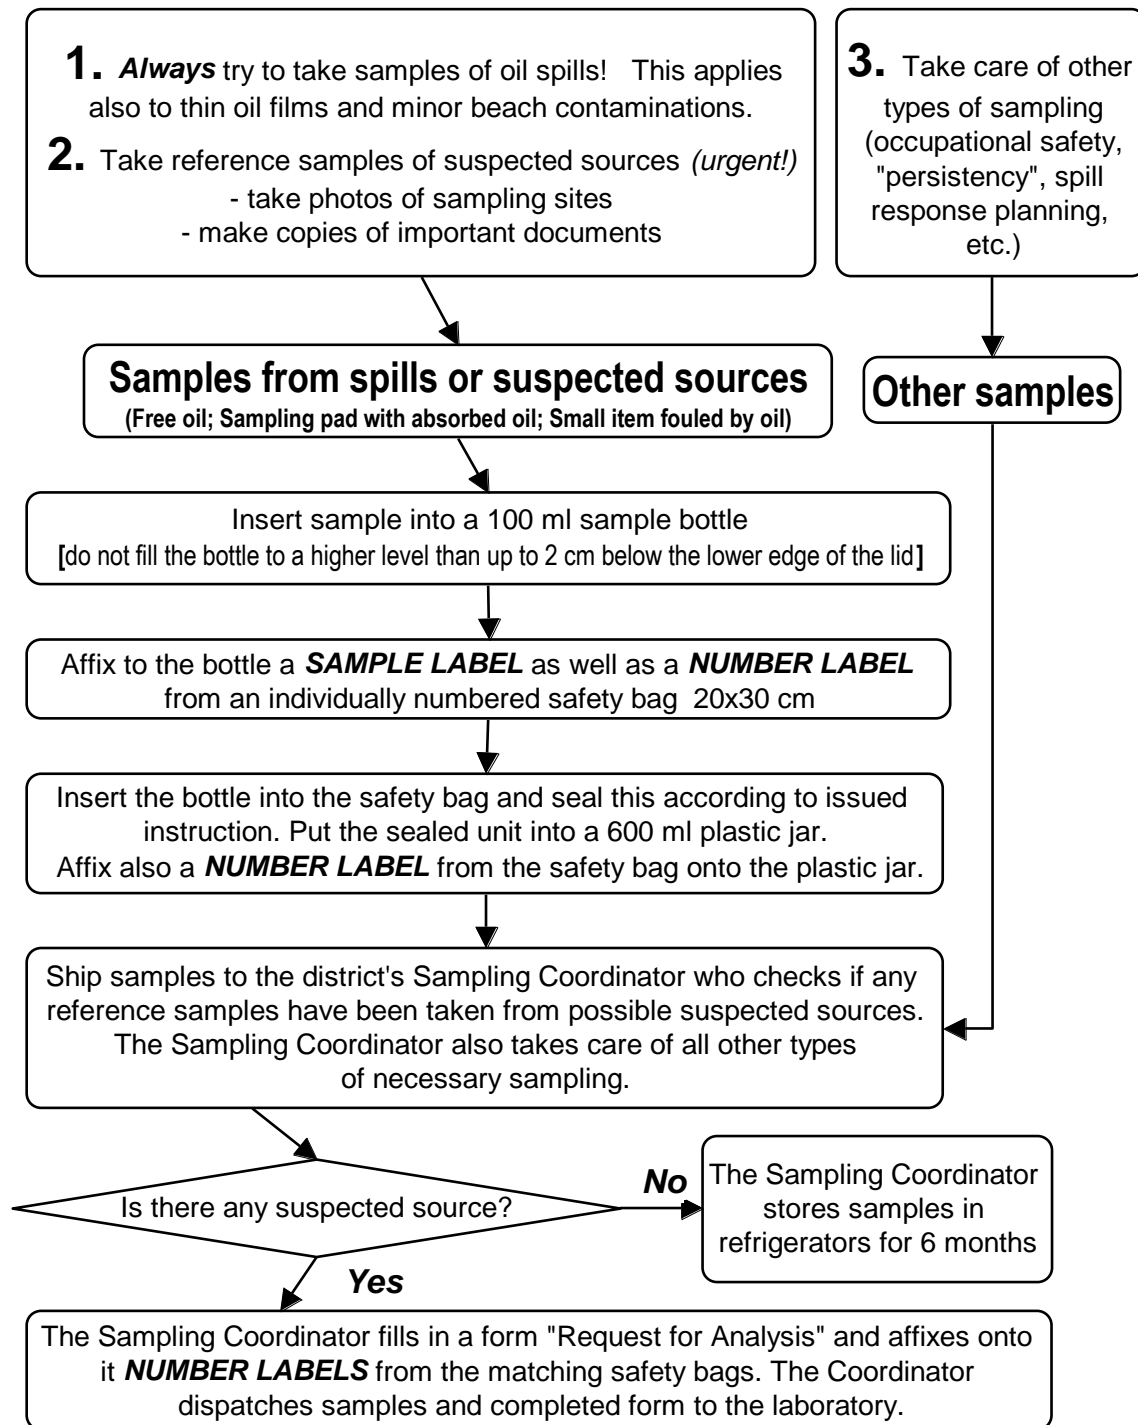 1. Always try to take samples of oil spills! This applies
also to thin oil films and minor beach contaminations.
2. Take reference samples of suspected sources (urgent!)
- take photos of sampling sites
- make copies of important documents
3. Take care of other
types of sampling
(occupational safety,
"persistency", spill
response planning,
etc.)
Samples from spills or suspected sources
(Free oil; Sampling pad with absorbed oil; Small item fouled by oil)
Other samples
Insert sample into a 100 ml sample bottle
[do not fill the bottle to a higher level than up to 2 cm below the lower edge of the lid]
Affix to the bottle a SAMPLE LABEL as well as a NUMBER LABEL
from an individually numbered safety bag 20x30 cm
Insert the bottle into the safety bag and seal this according to issued
instruction. Put the sealed unit into a 600 ml plastic jar.
Affix also a NUMBER LABEL from the safety bag onto the plastic jar.
Ship samples to the district's Sampling Coordinator who checks if any
reference samples have been taken from possible suspected sources.
The Sampling Coordinator also takes care of all other types
of necessary sampling.
Is there any suspected source?
No
The Sampling Coordinator
stores samples in
refrigerators for 6 months
Yes
The Sampling Coordinator fills in a form "Request for Analysis" and affixes onto
it NUMBER LABELS from the matching safety bags. The Coordinator
dispatches samples and completed form to the laboratory.